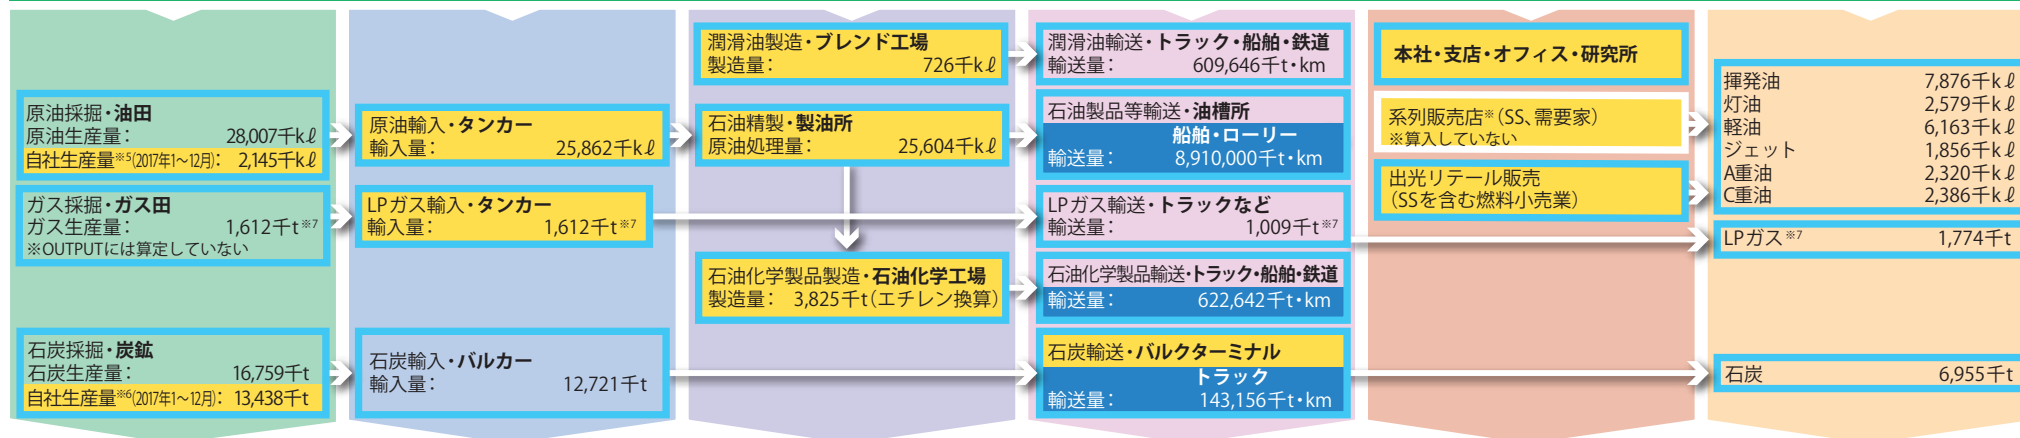 原油採掘・油田
原油生産量： 28,007千kℓ
自社生産量※5(2017年1～12月)： 2,145千kℓ
ガス採掘・ガス田
ガス生産量： 1,612千t※7
※OUTPUTには算定していない
石炭採掘・炭鉱
石炭生産量： 16,759千t
自社生産量※6(2017年1～12月)： 13,438千t
原油輸入・タンカー
輸入量： 25,862千kℓ
LPガス輸入・タンカー
輸入量： 1,612千t※7
石炭輸入・バルカー
輸入量： 12,721千t
潤滑油製造・ブレンド工場
製造量： 726千kℓ
石油精製・製油所
原油処理量： 25,604千kℓ
石油化学製品製造・石油化学工場
製造量： 3,825千t（エチレン換算）
潤滑油輸送・トラック・船舶・鉄道
輸送量： 609,646千t・km
石油製品等輸送・油槽所
船舶・ローリー
輸送量： 8,910,000千t・km
LPガス輸送・トラックなど
輸送量： 1,009千t※7
石油化学製品輸送・トラック・船舶・鉄道
輸送量： 622,642千t・km
石炭輸送・バルクターミナル
トラック
輸送量： 143,156千t・km
本社・支店・オフィス・研究所
系列販売店※（SS、需要家）
※算入していない
出光リテール販売
（SSを含む燃料小売業）
揮発油 7,876千kℓ
灯油 2,579千kℓ
軽油 6,163千kℓ
ジェット 1,856千kℓ
A重油 2,320千kℓ
C重油 2,386千kℓ
LPガス※7 1,774千t
石炭 6,955千t